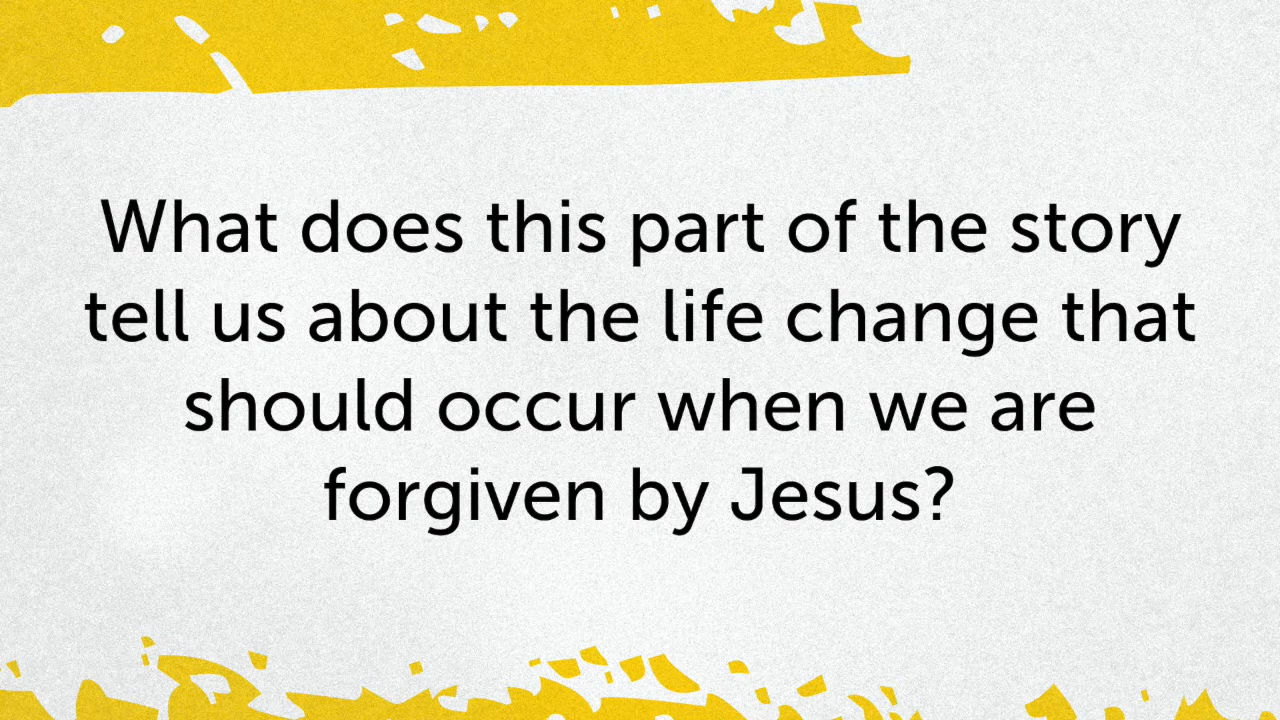 What does this part of the story
tell us about the life change that
should occur when we are
forgiven by Jesus?